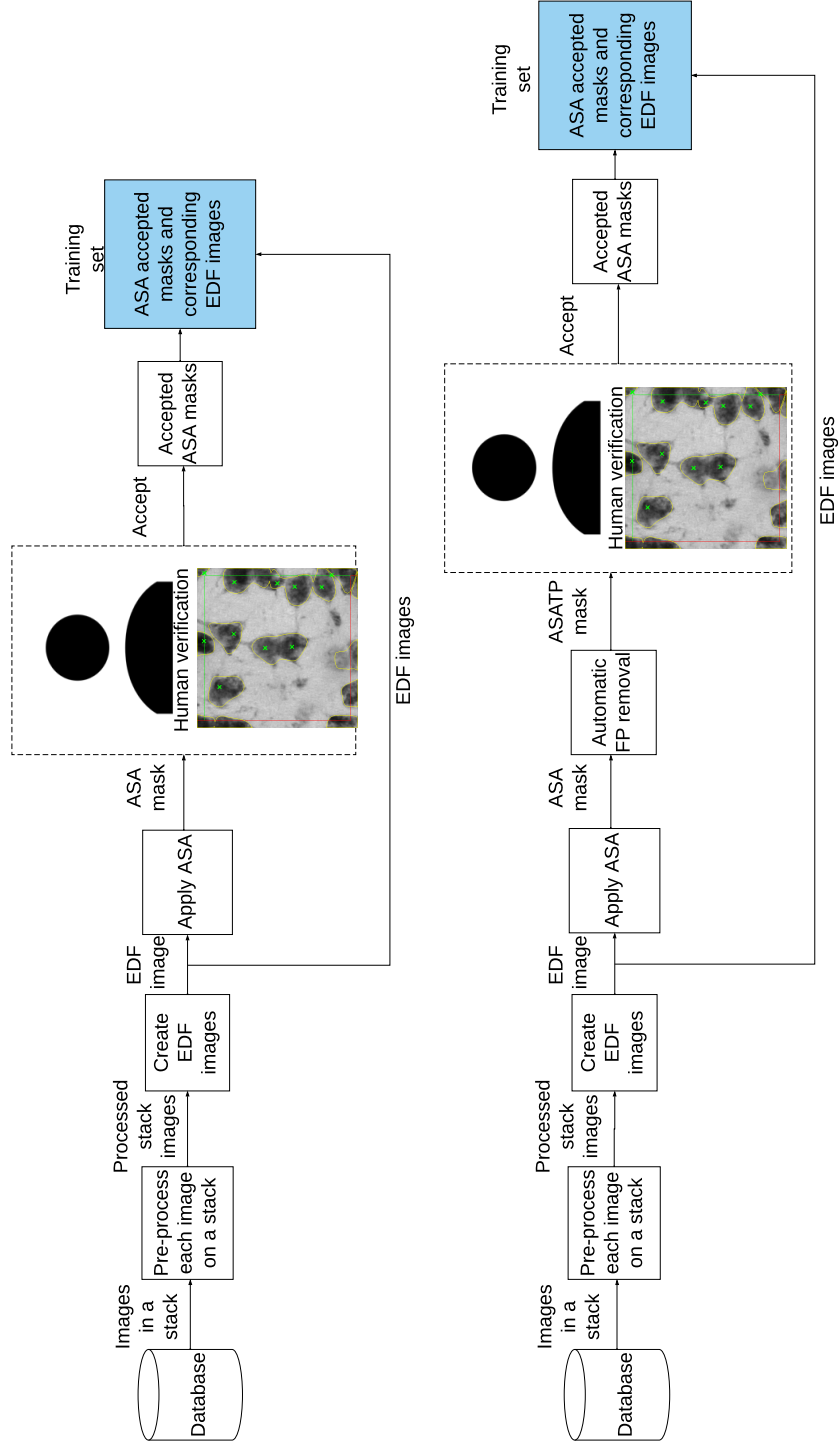 Database
Images
in a
stack
Pre-process
each image
on a stack
Processed
stack
images
Create
EDF
images
EDF
image
Apply ASA
ASA
mask
Human verification
Accept
Accepted
ASA masks
Training
set
ASA accepted
masks and
corresponding
EDF images
EDF images
Database
Images
in a
stack
Pre-process
each image
on a stack
Processed
stack
images
Create
EDF
images
EDF
image
Apply ASA
ASA
mask
Automatic
FP removal
ASATP
mask
Human verification
Accept
Accepted
ASA masks
Training
set
ASA accepted
masks and
corresponding
EDF images
EDF images